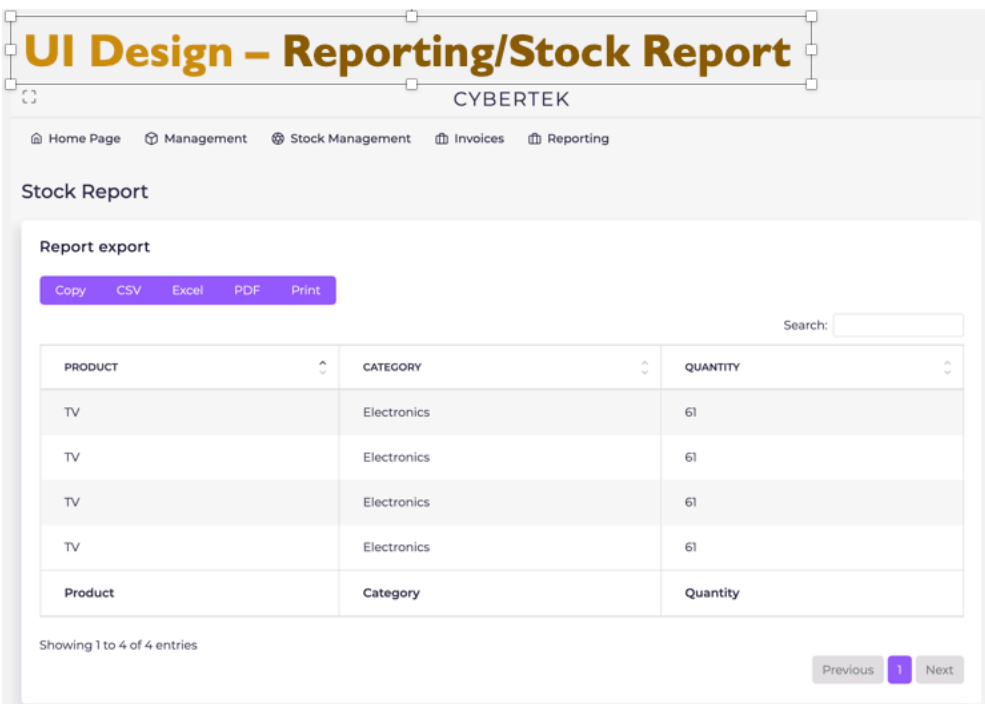 UI Design – Reporting/Stock Report
CYBERTEK
Home Page Management Stock Management Invoices Reporting
Stock Report
Report export
Copy CSV Excel PDF Print
Search:
PRODUCT CATEGORY QUANTITY
TV Electronics 61
TV Electronics 61
TV Electronics 61
TV Electronics 61
Product Category Quantity
Showing 1 to 4 of 4 entries
Previous 1 Next